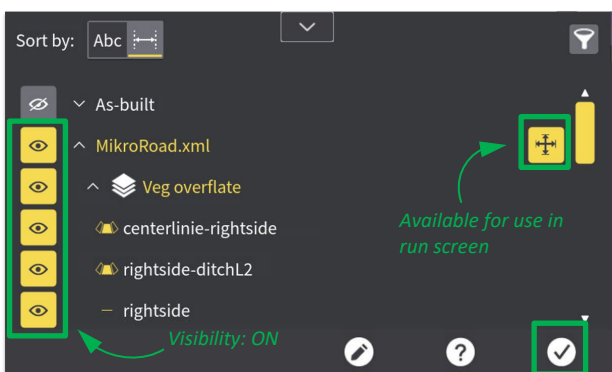 Sort by: Abc
As-built
MikroRoad.xml
Veg overflate
Available for use in
run screen
centerlinie-rightside
rightside-ditchL2
rightside
Visibility: ON
?